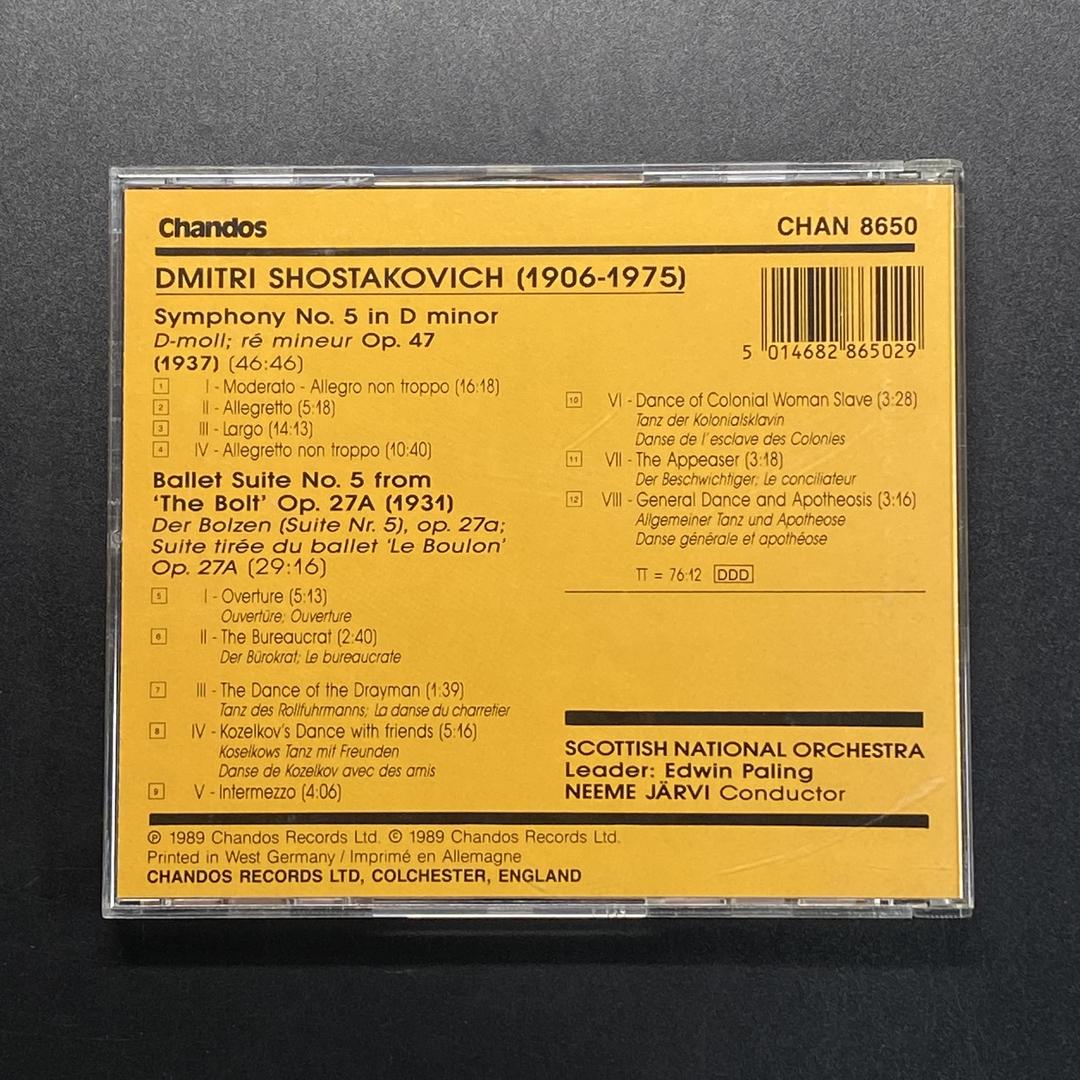 Chandos
CHAN 8650
DMITRI SHOSTAKOVICH (1906-1975)
5 014682 865029
Symphony No. 5 in D minor
D-moll; ré mineur Op. 47
(1937) (46:46)
1 I - Moderato - Allegro non troppo (16:18)
2 II - Allegretto (5:18)
3 III - Largo (14:13)
4 IV - Allegretto non troppo (10:40)
Ballet Suite No. 5 from
'The Bolt' Op. 27A (1931)
Der Bolzen (Suite Nr. 5), op. 27a;
Suite tirée du ballet 'Le Boulon'
Op. 27A (29:16)
5 I - Overture (5:13)
Ouvertüre; Ouverture
6 II - The Bureaucrat (2:40)
Der Bürokrat; Le bureaucrate
7 III - The Dance of the Drayman (1:39)
Tanz des Rollfuhrmanns; La danse du charretier
8 IV - Kozelkov's Dance with friends (5:16)
Koselkows Tanz mit Freunden
Danse de Kozelkov avec des amis
9 V - Intermezzo (4:06)
10 VI - Dance of Colonial Woman Slave (3:28)
Tanz der Kolonialsklavin
Danse de l'esclave des Colonies
11 VII - The Appeaser (3:18)
Der Beschwichtiger; Le conciliateur
12 VIII - General Dance and Apotheosis (3:16)
Allgemeiner Tanz und Apotheose
Danse générale et apothéose
TT = 76:12 DDD
SCOTTISH NATIONAL ORCHESTRA
Leader: Edwin Paling
NEEME JÄRVI Conductor
℗ 1989 Chandos Records Ltd. © 1989 Chandos Records Ltd.
Printed in West Germany / Imprimé en Allemagne
CHANDOS RECORDS LTD, COLCHESTER, ENGLAND